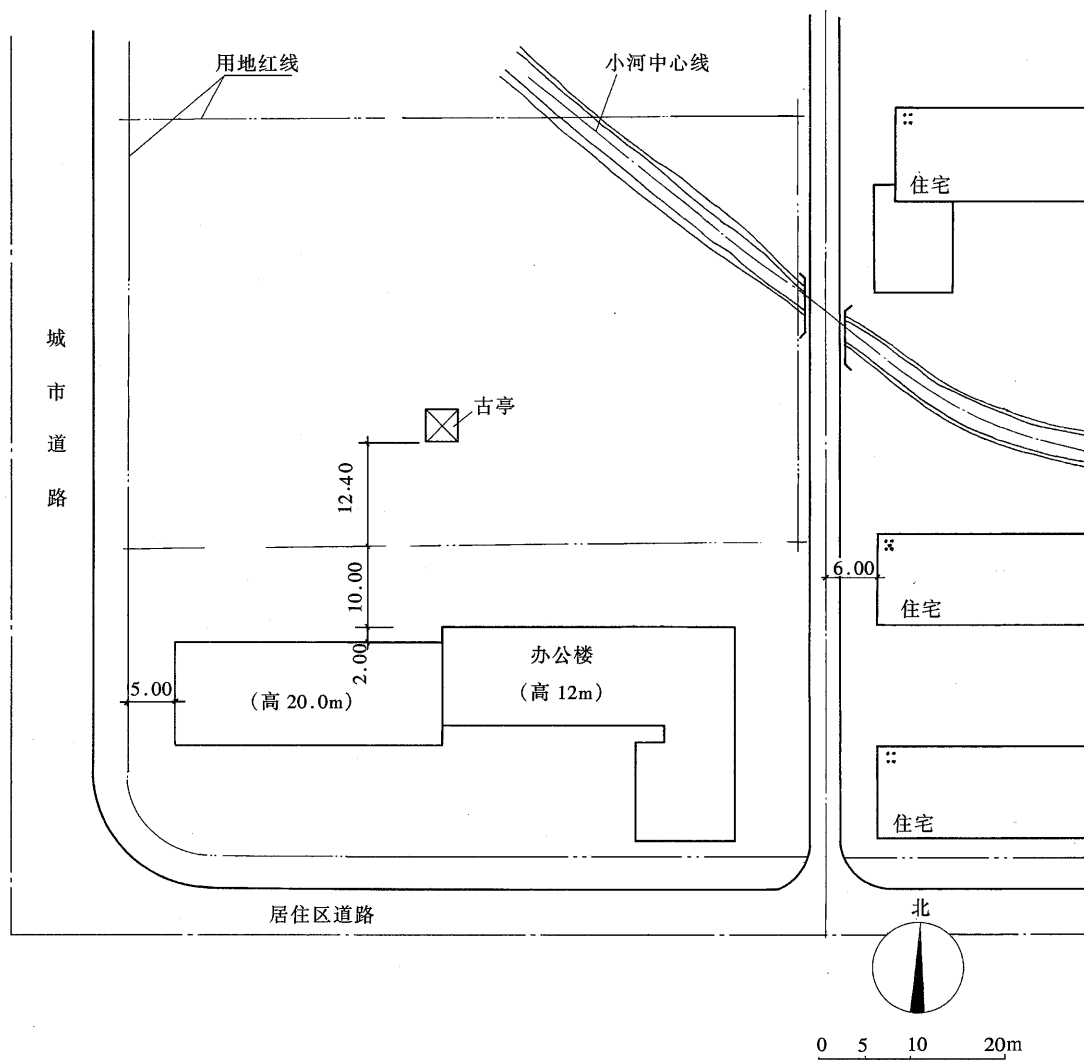 用地红线
小河中心线
住宅
城市道路
古亭
12.40
10.00
6.00
住宅
2.00
办公楼
5.00
(高 20.0m)
(高 12m)
住宅
居住区道路
北
0 5 10 20m